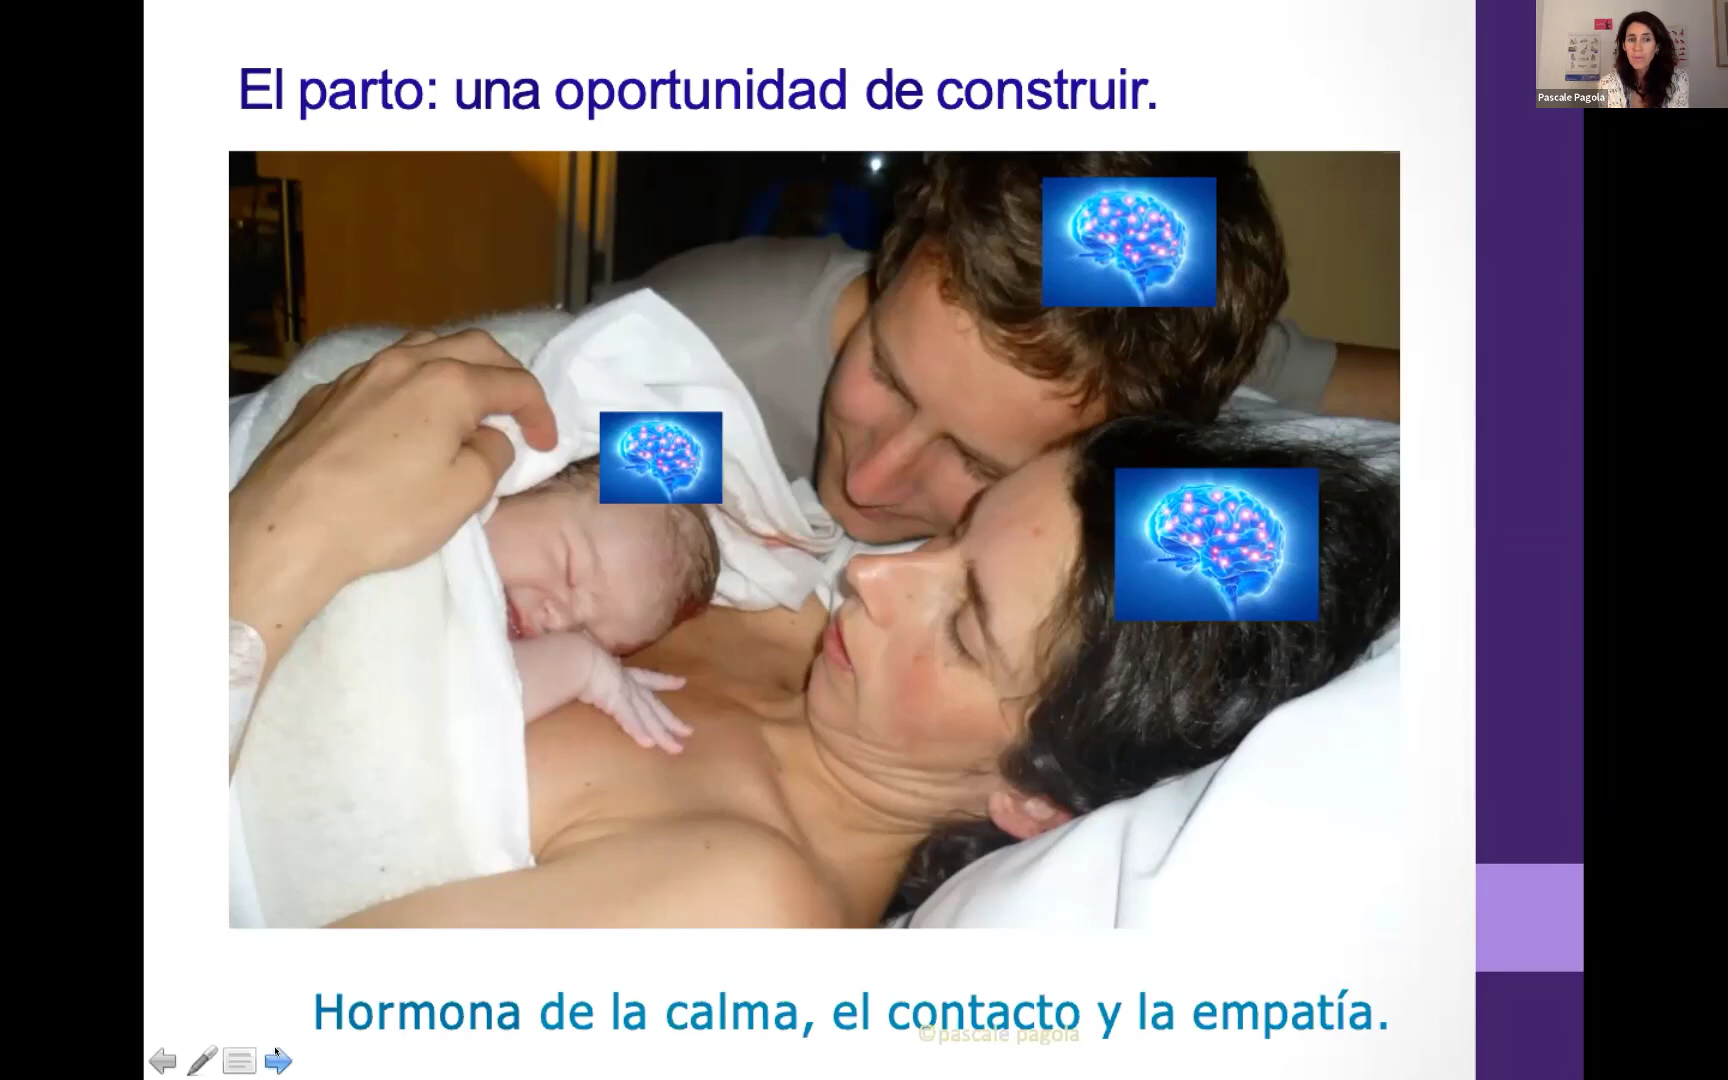 El parto: una oportunidad de construir.
Pascale Pagola
Hormona de la calma, el contacto y la empatía.
©pascale pagola